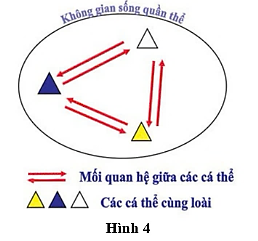 Không gian sống quần thể
Mối quan hệ giữa các cá thể
Các cá thể cùng loài
Hình 4